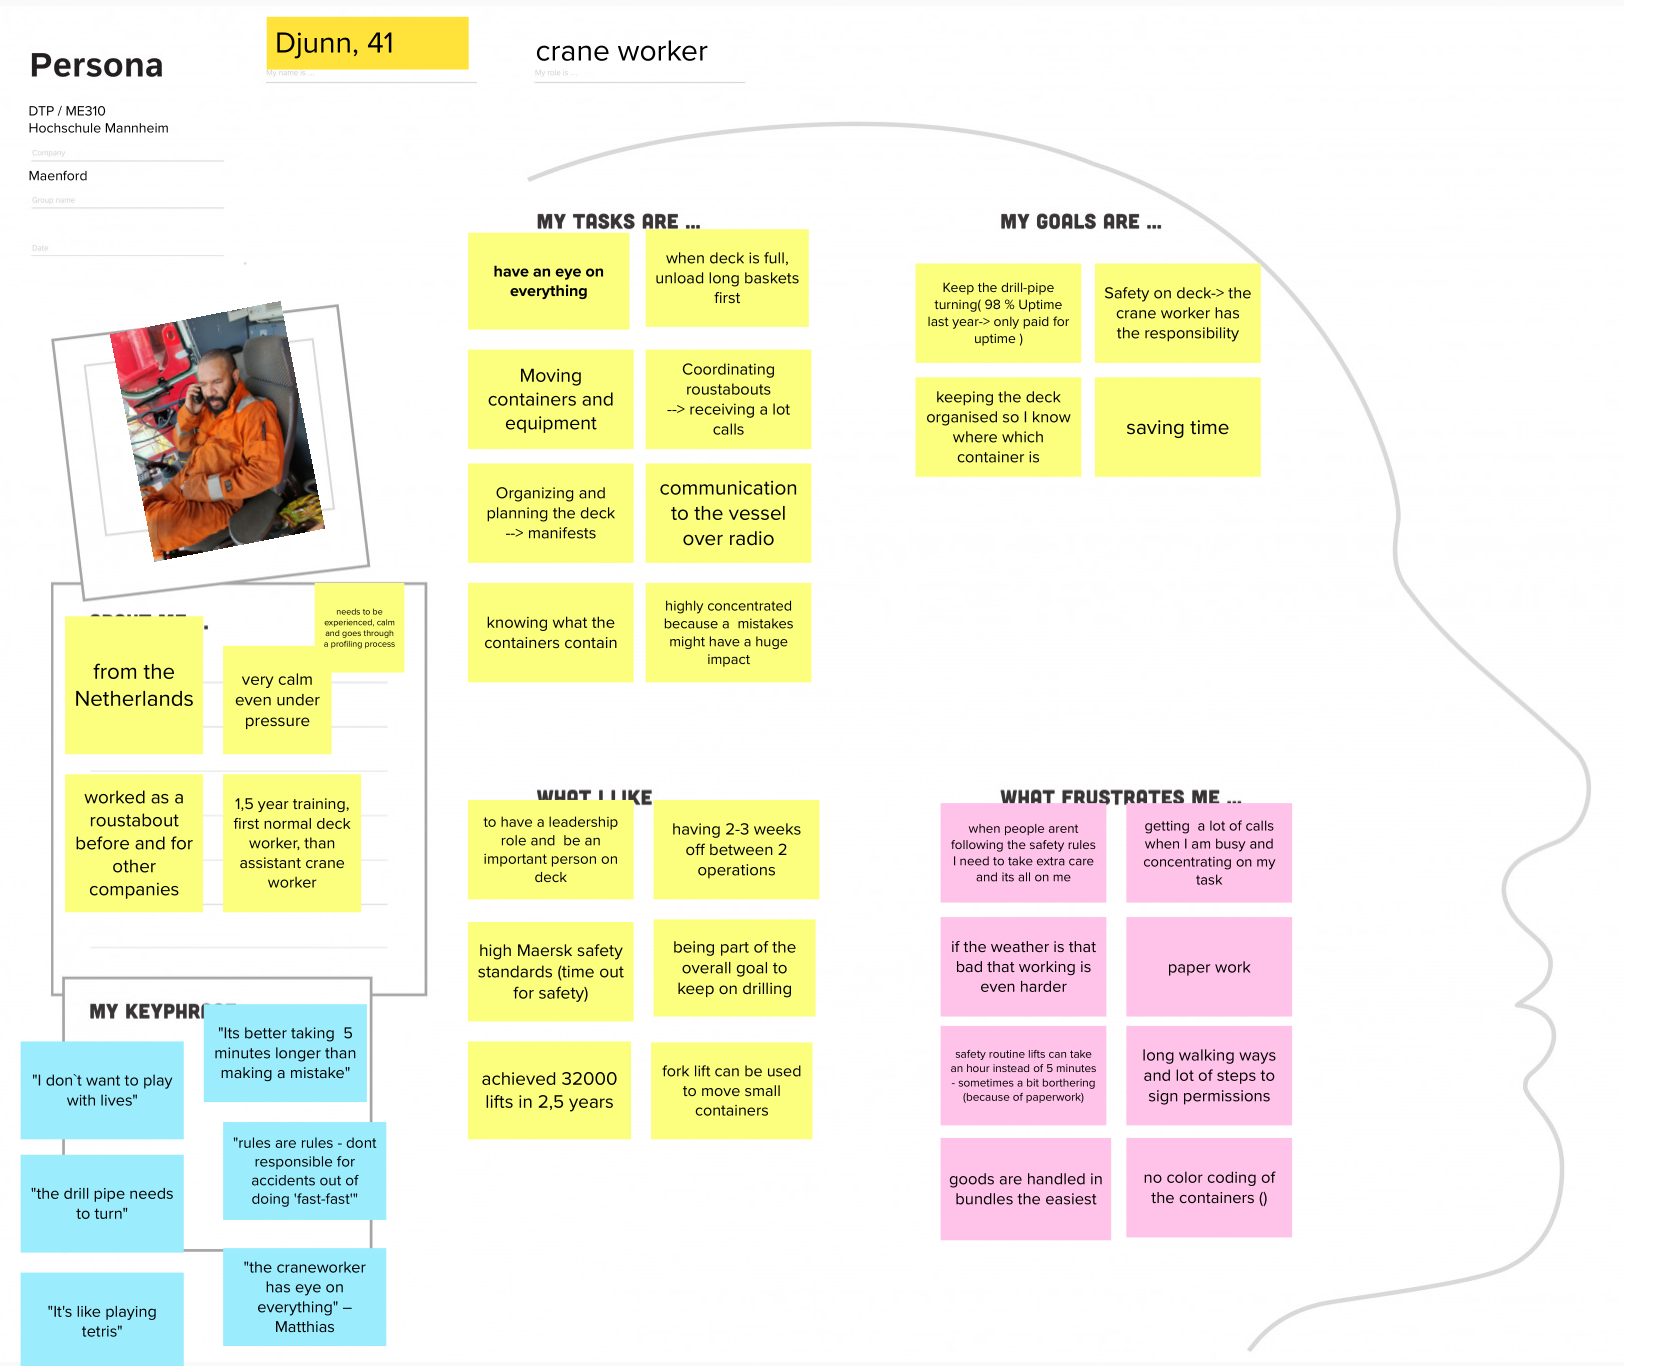 Persona
Djunn, 41
My name is ...
crane worker
My role is ...
DTP / ME310
Hochschule Mannheim
Company
Maenford
Group name
Date
MY TASKS ARE ...
have an eye on
everything
when deck is full,
unload long baskets
first
Moving
containers and
equipment
Coordinating
roustabouts
--> receiving a lot
calls
Organizing and
planning the deck
--> manifests
communication
to the vessel
over radio
knowing what the
containers contain
highly concentrated
because a  mistakes
might have a huge
impact
MY GOALS ARE ...
Keep the drill-pipe
turning( 98 % Uptime
last year-> only paid for
uptime )
Safety on deck-> the
crane worker has
the responsibility
keeping the deck
organised so I know
where which
container is
saving time
needs to be
experienced, calm
and goes through
a profiling process
from the
Netherlands
very calm
even under
pressure
worked as a
roustabout
before and for
other
companies
1,5 year training,
first normal deck
worker, than
assistant crane
worker
WHAT I LIKE
to have a leadership
role and  be an
important person on
deck
having 2-3 weeks
off between 2
operations
high Maersk safety
standards (time out
for safety)
being part of the
overall goal to
keep on drilling
achieved 32000
lifts in 2,5 years
fork lift can be used
to move small
containers
WHAT FRUSTRATES ME ...
when people arent
following the safety rules
I need to take extra care
and its all on me
getting  a lot of calls
when I am busy and
concentrating on my
task
if the weather is that
bad that working is
even harder
paper work
safety routine lifts can take
an hour instead of 5 minutes
- sometimes a bit borthering
(because of paperwork)
long walking ways
and lot of steps to
sign permissions
goods are handled in
bundles the easiest
no color coding of
the containers ()
MY KEYPHR
"Its better taking  5
minutes longer than
making a mistake"
"I don`t want to play
with lives"
"rules are rules - dont
responsible for
accidents out of
doing 'fast-fast'"
"the drill pipe needs
to turn"
"the craneworker
has eye on
everything" –
Matthias
"It's like playing
tetris"